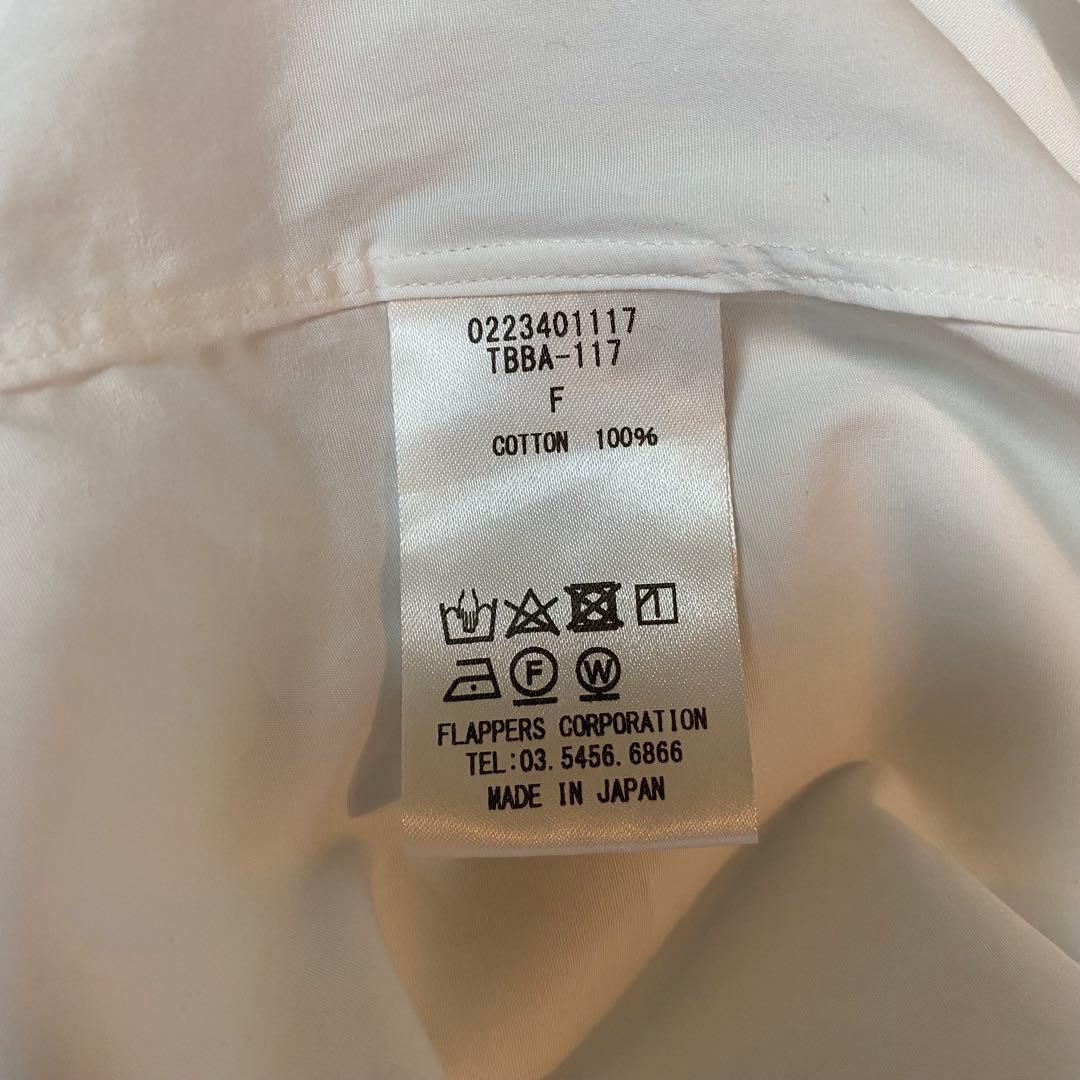 0223401117
TBBA-117
F
COTTON 100%
F W
FLAPPERS CORPORATION
TEL:03.5456.6866
MADE IN JAPAN